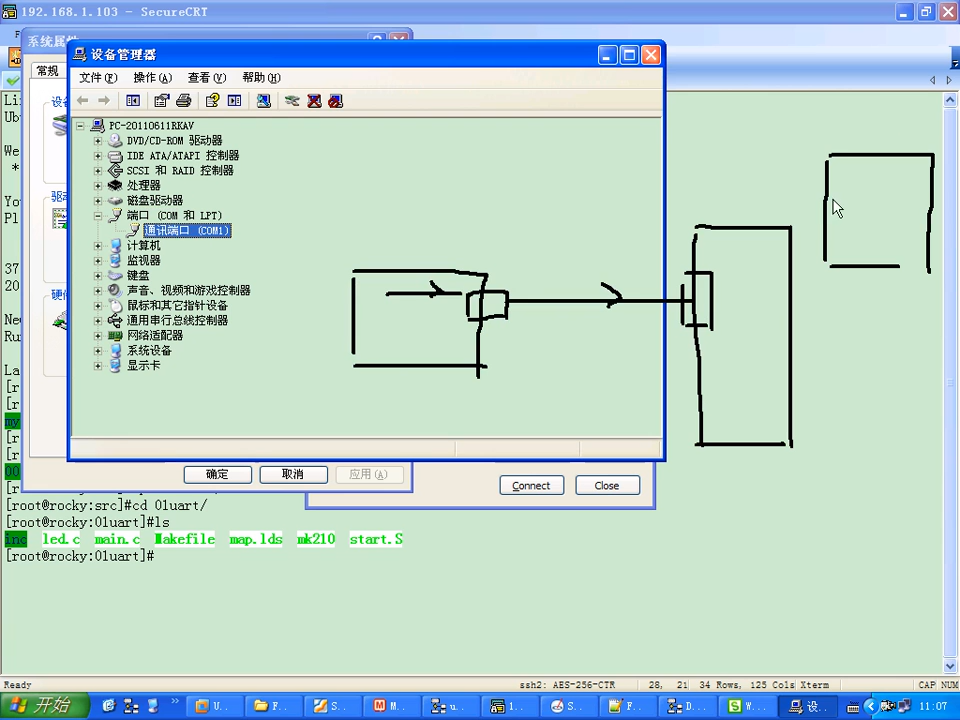 192.168.1.103 - SecureCRT
系统属性
设备管理器
文件(F) 操作(A) 查看(V) 帮助(H)
常规
PC-20110611RKAV
DVD/CD-ROM 驱动器
IDE ATA/ATAPI 控制器
SCSI 和 RAID 控制器
处理器
磁盘驱动器
端口 (COM 和 LPT)
通讯端口 (COM1)
计算机
监视器
键盘
声音、视频和游戏控制器
鼠标和其它指针设备
通用串行总线控制器
网络适配器
系统设备
显示卡
确定 取消 应用(A)
Connect Close
[root@rocky:src]#cd 01uart/
[root@rocky:01uart]#ls
inc led.c main.c Makefile map.lds mk210 start.S
[root@rocky:01uart]#
Ready ssh2: AES-256-CTR 28, 21 34 Rows, 125 Cols Xterm CAP NUM
开始 U... F... S... M... u... 1... S... F... D... W... 设... 11:07